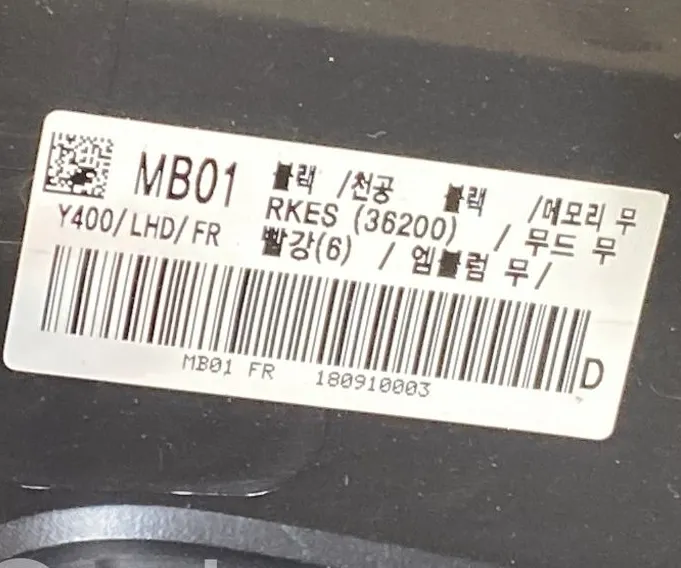 MB01 블랙 /천공 블랙 /메모리 무
Y400/LHD/FR RKES (36200) / 무드 무
빨강(6) / 엠블럼 무/
D
MB01 FR 180910003